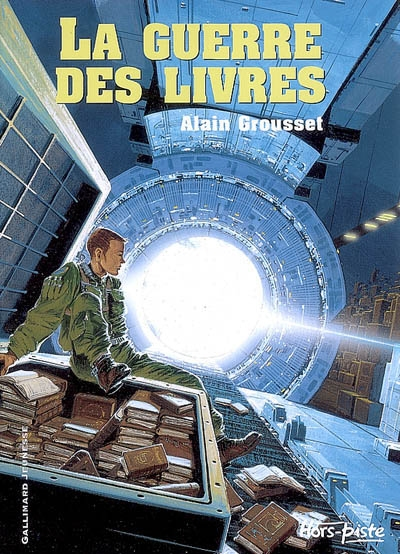 LA GUERRE
DES LIVRES
Alain Grousset
GALLIMARD JEUNESSE
Hors-piste